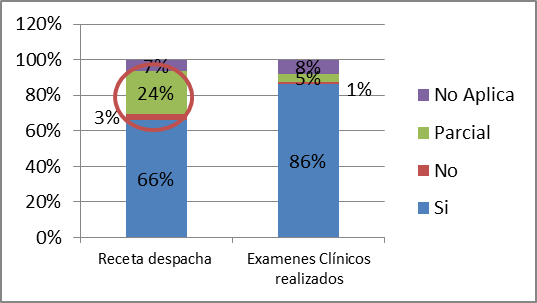 120%
100%
80%
60%
40%
20%
0%
7%
24%
3%
66%
8%
5%
1%
86%
Receta despacha
Examenes Clínicos
realizados
No Aplica
Parcial
No
Si